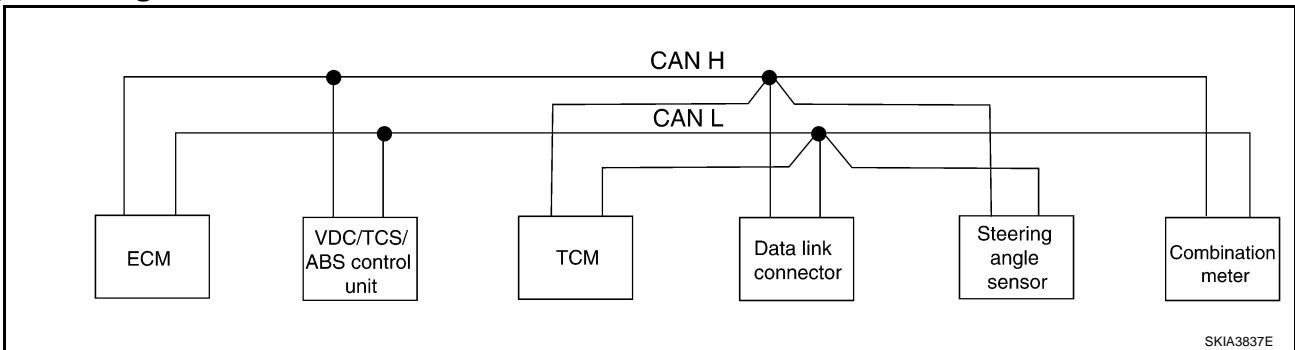 CAN H
CAN L
ECM
VDC/TCS/
ABS control
unit
TCM
Data link
connector
Steering
angle
sensor
Combination
meter
SKIA3837E